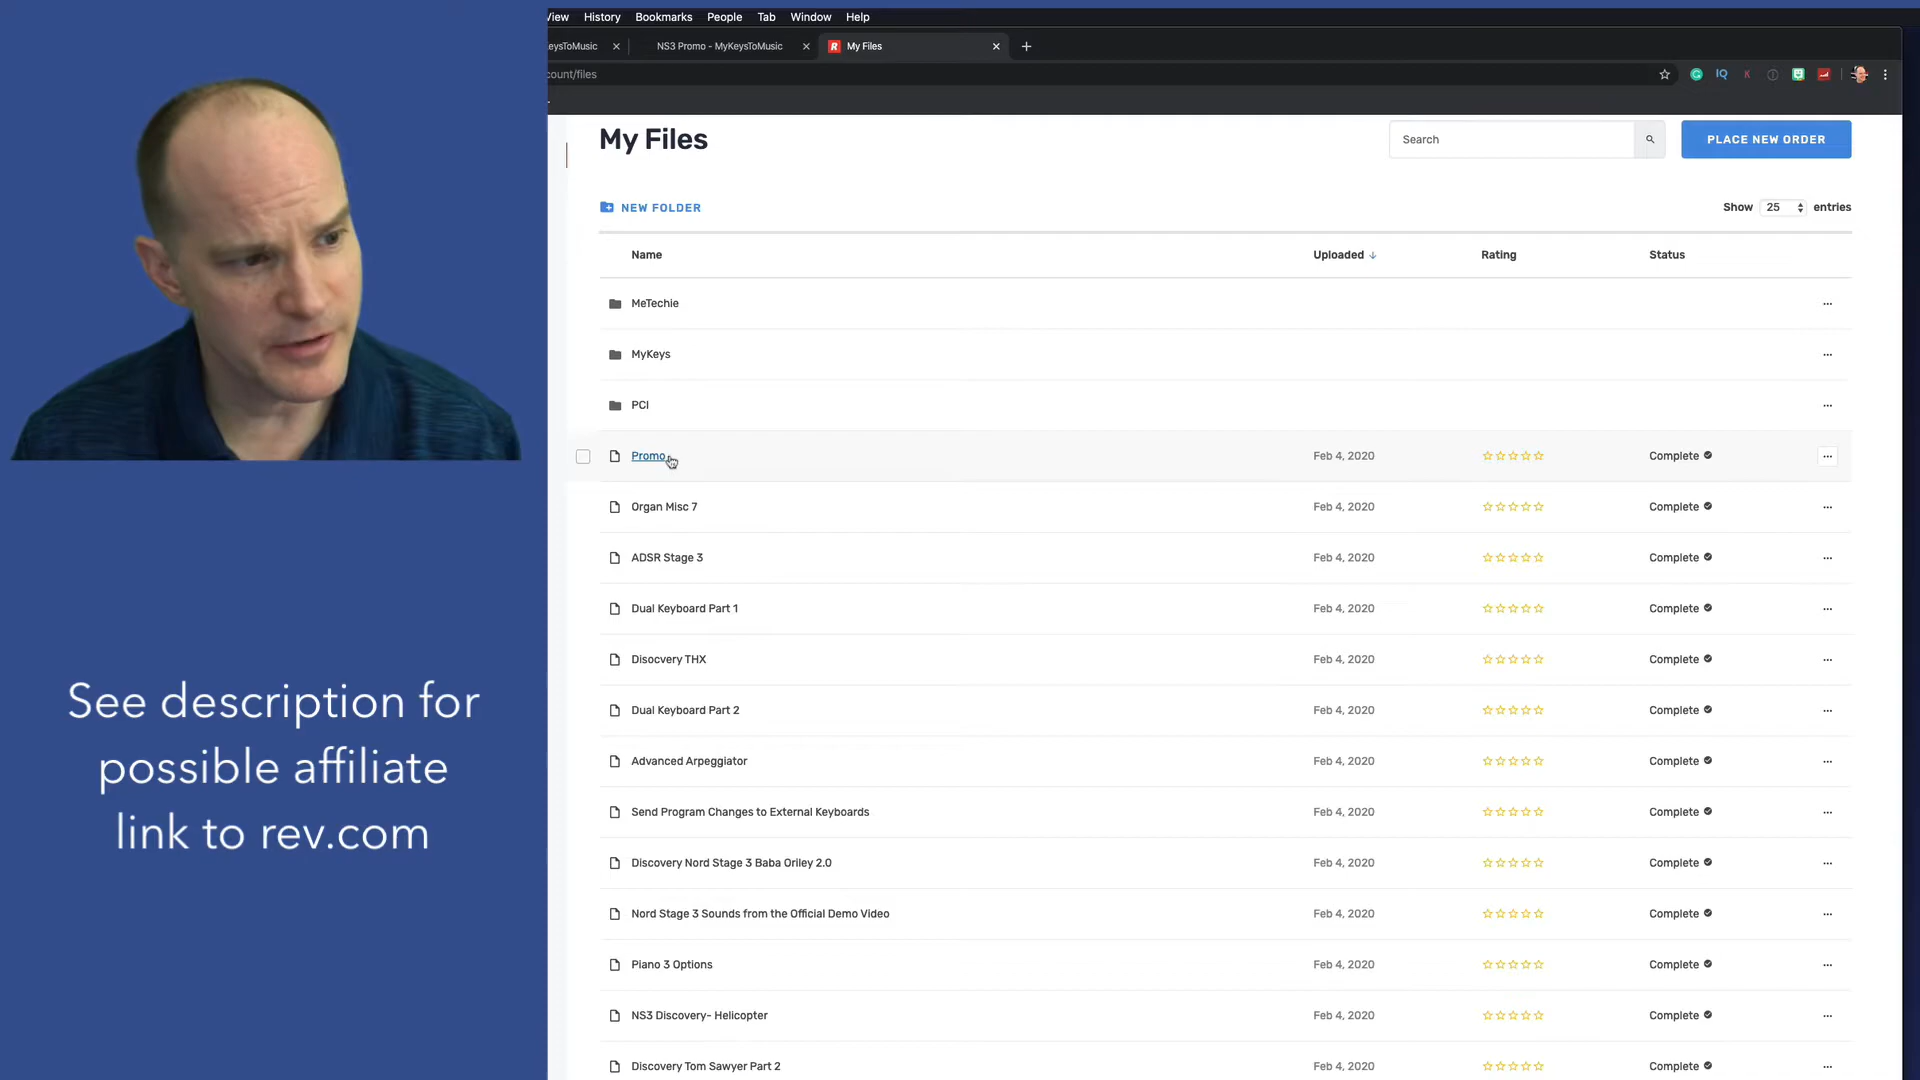 View History Bookmarks People Tab Window Help
eysToMusic NS3 Promo - MyKeysToMusic My Files
count/files
IQ K
My Files
Search
PLACE NEW ORDER
NEW FOLDER
Show 25 entries
Name Uploaded Rating Status
MeTechie
MyKeys
PCI
Promo Feb 4, 2020 Complete
Organ Misc 7 Feb 4, 2020 Complete
ADSR Stage 3 Feb 4, 2020 Complete
Dual Keyboard Part 1 Feb 4, 2020 Complete
Disocvery THX Feb 4, 2020 Complete
Dual Keyboard Part 2 Feb 4, 2020 Complete
Advanced Arpeggiator Feb 4, 2020 Complete
Send Program Changes to External Keyboards Feb 4, 2020 Complete
Discovery Nord Stage 3 Baba Oriley 2.0 Feb 4, 2020 Complete
Nord Stage 3 Sounds from the Official Demo Video Feb 4, 2020 Complete
Piano 3 Options Feb 4, 2020 Complete
NS3 Discovery- Helicopter Feb 4, 2020 Complete
Discovery Tom Sawyer Part 2 Feb 4, 2020 Complete
See description for
possible affiliate
link to rev.com